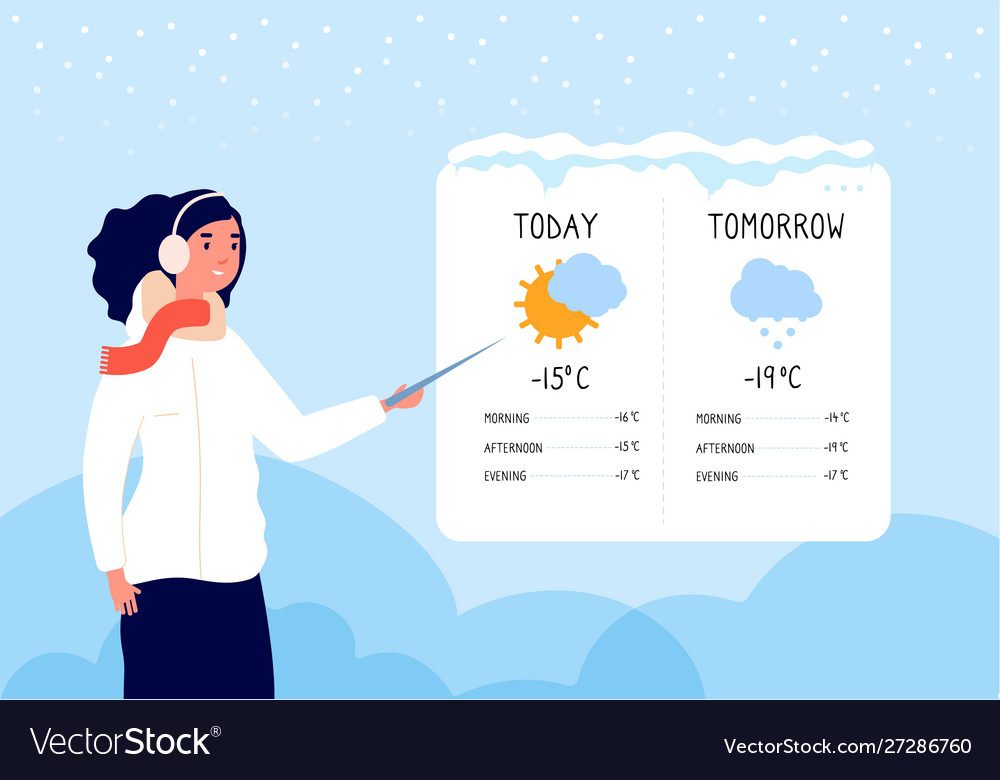 TODAY
-15°C
MORNING -16°C
AFTERNOON -15°C
EVENING -17°C
TOMORROW
-19°C
MORNING -14°C
AFTERNOON -19°C
EVENING -17°C
VectorStock®
VectorStock.com/27286760